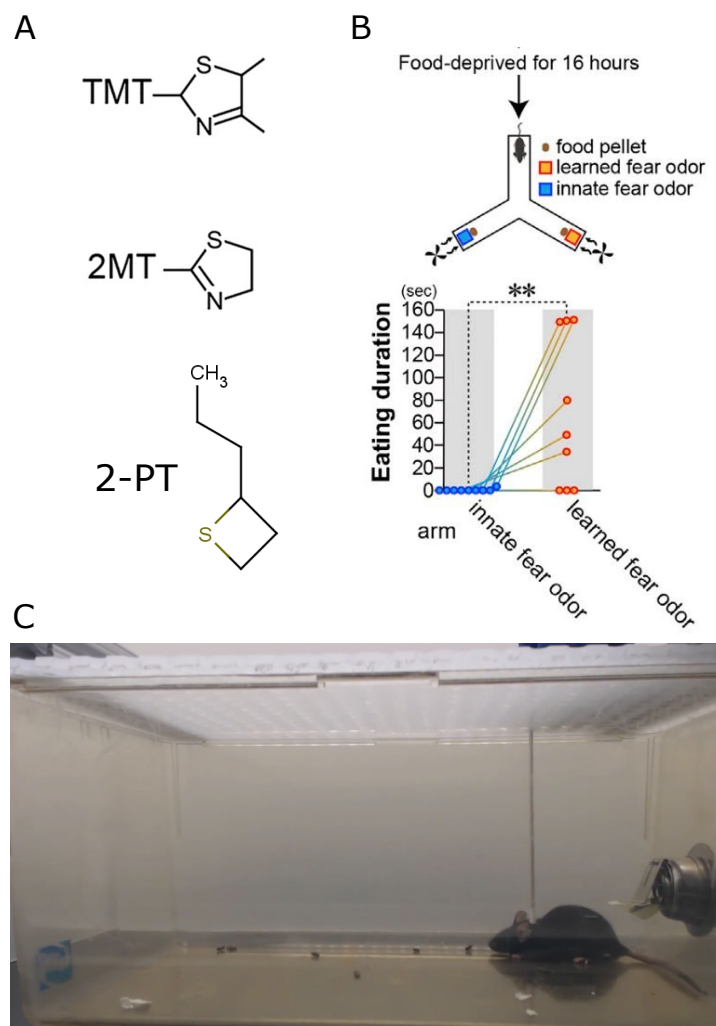 A
TMT
S
N
2MT
S
N
CH3
2-PT
S
B
Food-deprived for 16 hours
food pellet
learned fear odor
innate fear odor
(sec)
**
160
140
120
100
80
60
40
20
0
Eating duration
arm
innate fear odor
learned fear odor
C